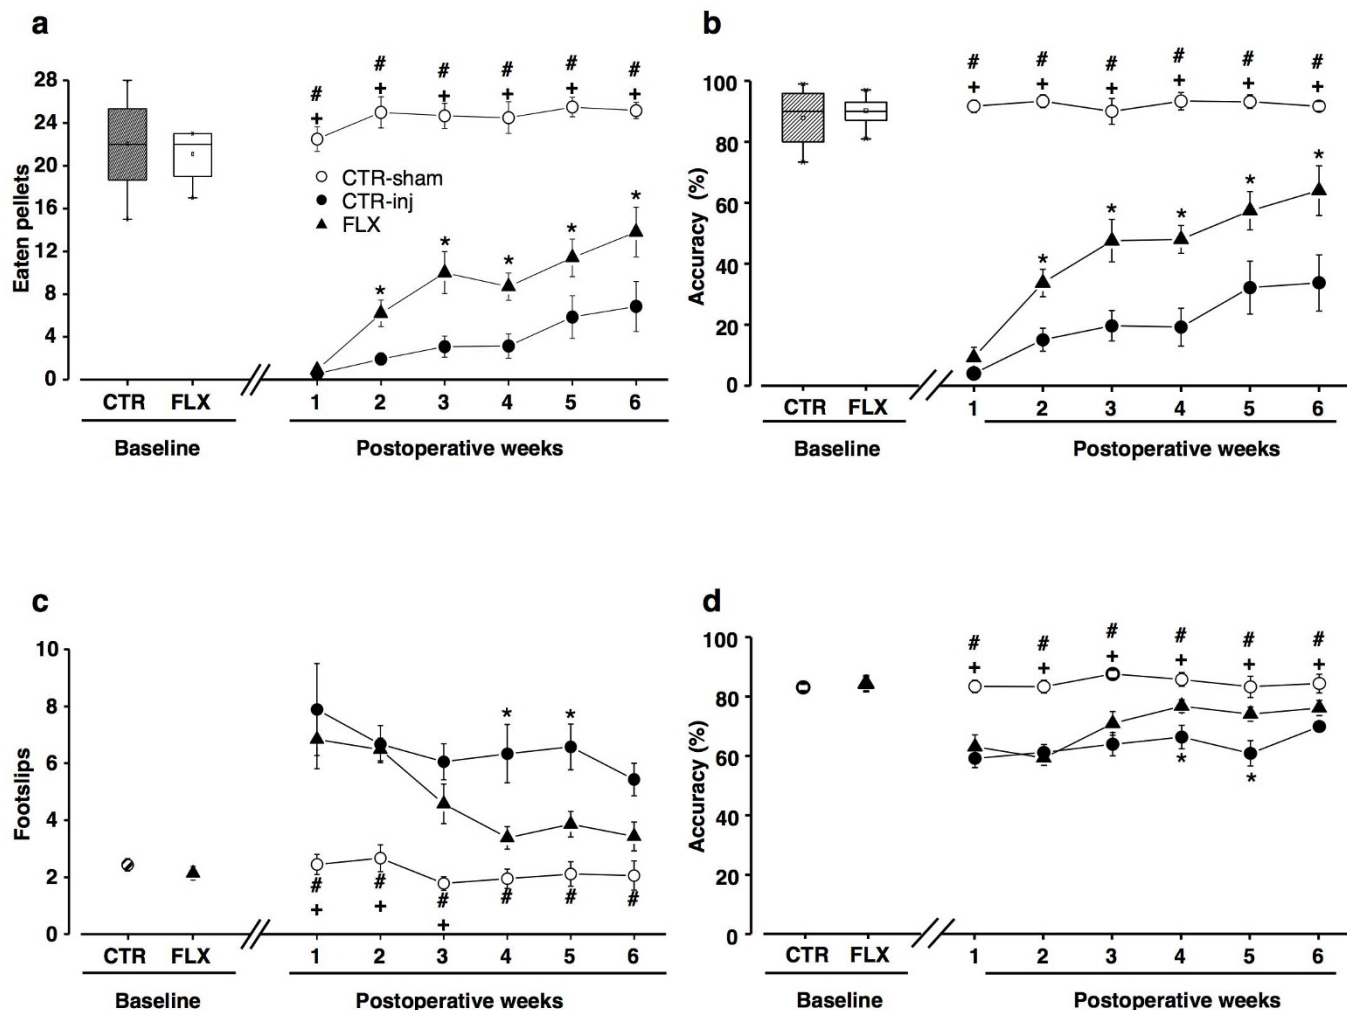 a
# # # # # #
+ + + + + +
28
24
20
16
12
8
4
0
Eaten pellets
CTR-sham
CTR-inj
FLX
* * * * *
CTR FLX
1 2 3 4 5 6
Baseline
Postoperative weeks
b
# # # # # #
+ + + + + +
100
80
60
40
20
0
Accuracy (%)
* * * * *
CTR FLX
1 2 3 4 5 6
Baseline
Postoperative weeks
c
10
8
6
4
2
0
Footslips
* *
# # # # # #
+ + +
CTR FLX
1 2 3 4 5 6
Baseline
Postoperative weeks
d
# # # # # #
+ + + + + +
100
80
60
40
20
0
Accuracy (%)
* *
CTR FLX
1 2 3 4 5 6
Baseline
Postoperative weeks